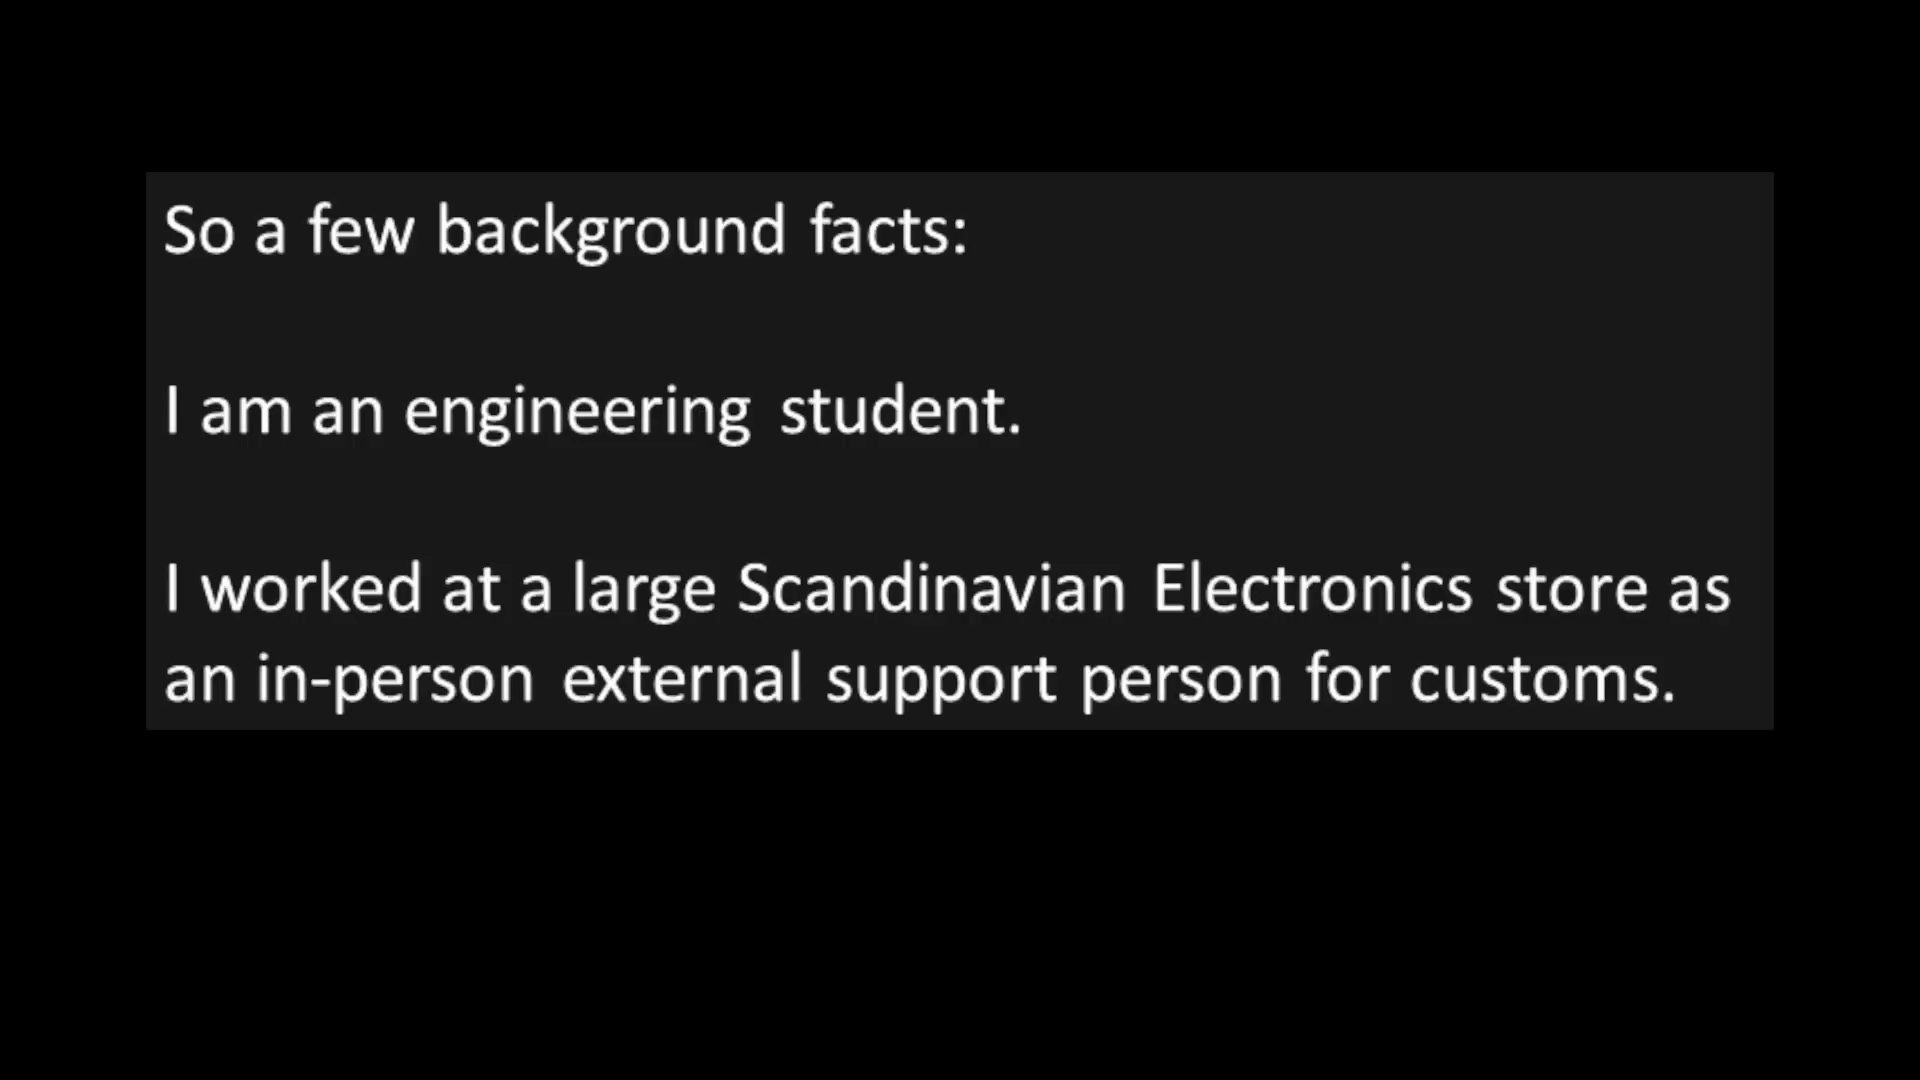 So a few background facts:
I am an engineering student.
I worked at a large Scandinavian Electronics store as
an in-person external support person for customs.